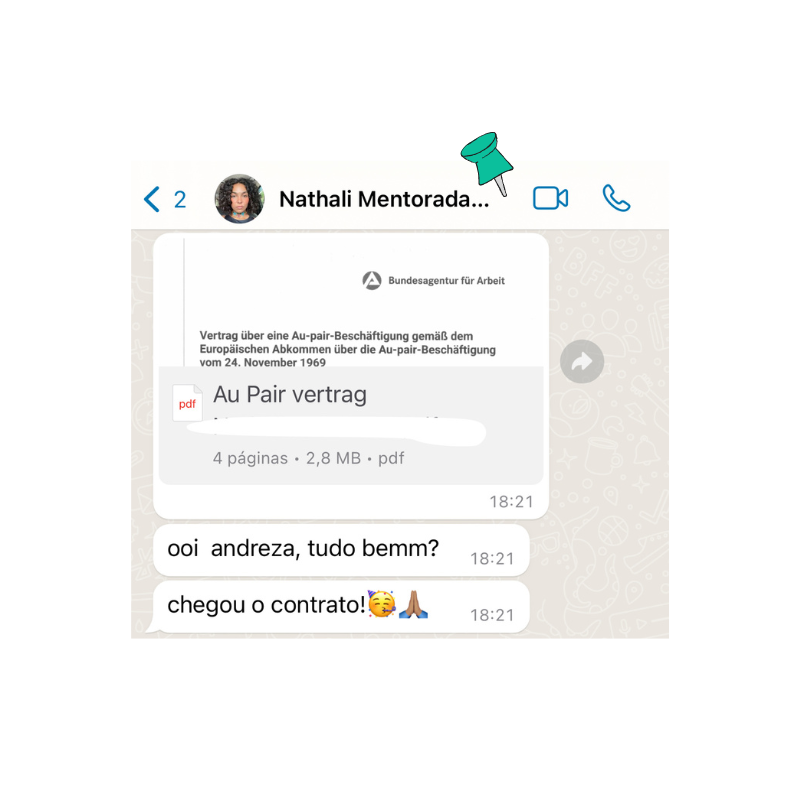 2
Nathali Mentorada...
Bundesagentur für Arbeit
Vertrag über eine Au-pair-Beschäftigung gemäß dem
Europäischen Abkommen über die Au-pair-Beschäftigung
vom 24. November 1969
pdf
Au Pair vertrag
4 páginas • 2,8 MB • pdf
18:21
ooi  andreza, tudo bemm?
18:21
chegou o contrato!🥳🙏🏽
18:21